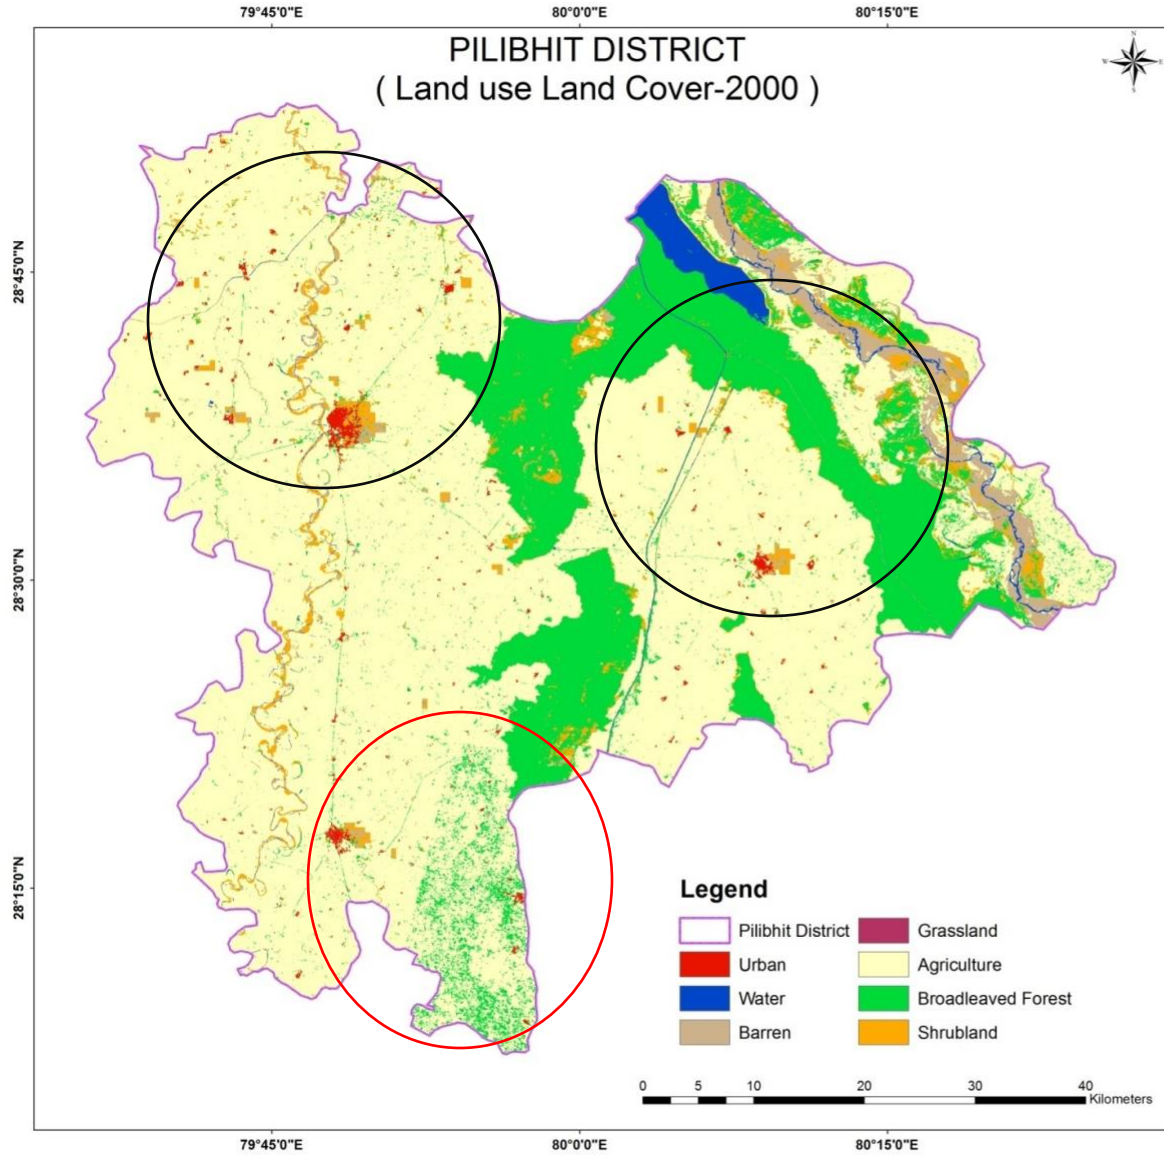 79°45'0"E 80°0'0"E 80°15'0"E
PILIBHIT DISTRICT
( Land use Land Cover-2000 )
N
W E
S
28°45'0"N
28°30'0"N
28°15'0"N
Legend
Pilibhit District
Urban
Water
Barren
Grassland
Agriculture
Broadleaved Forest
Shrubland
0 5 10 20 30 40
Kilometers
79°45'0"E 80°0'0"E 80°15'0"E